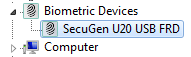 Biometric Devices
SecuGen U20 USB FRD
Computer